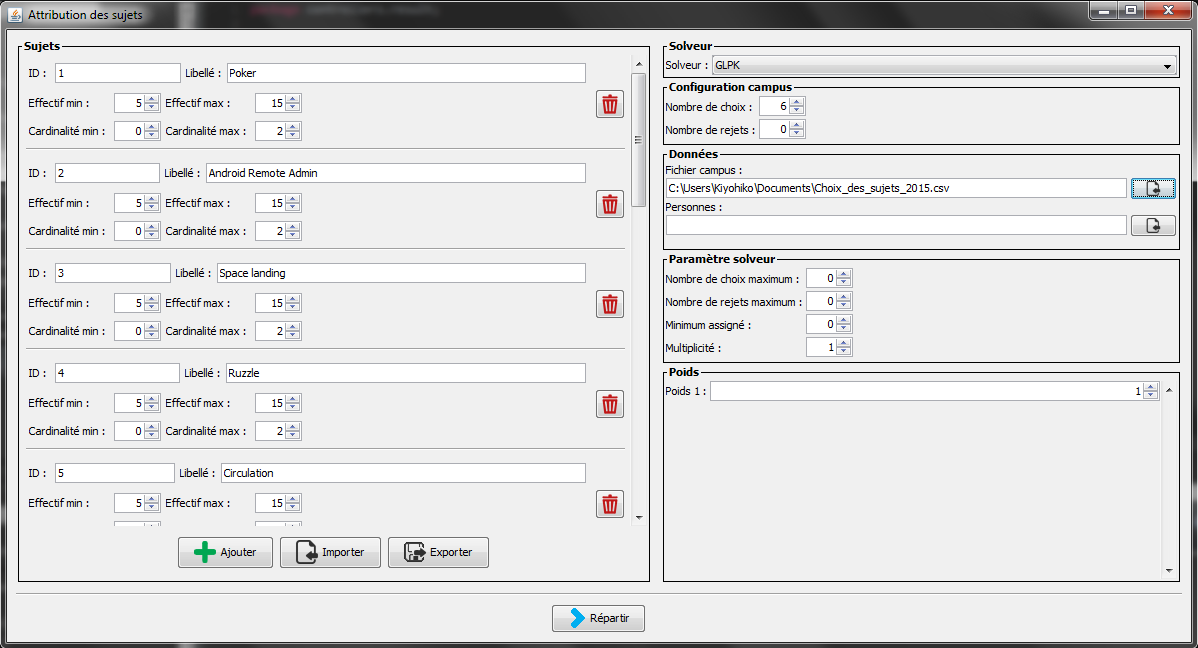 Attribution des sujets
Sujets
ID : 1 Libellé : Poker
Effectif min : 5 Effectif max : 15
Cardinalité min : 0 Cardinalité max : 2
ID : 2 Libellé : Android Remote Admin
Effectif min : 5 Effectif max : 15
Cardinalité min : 0 Cardinalité max : 2
ID : 3 Libellé : Space landing
Effectif min : 5 Effectif max : 15
Cardinalité min : 0 Cardinalité max : 2
ID : 4 Libellé : Ruzzle
Effectif min : 5 Effectif max : 15
Cardinalité min : 0 Cardinalité max : 2
ID : 5 Libellé : Circulation
Effectif min : 5 Effectif max : 15
Ajouter Importer Exporter
Solveur
Solveur : GLPK
Configuration campus
Nombre de choix : 6
Nombre de rejets : 0
Données
Fichier campus :
C:\Users\Kiyohiko\Documents\Choix_des_sujets_2015.csv
Personnes :
Paramètre solveur
Nombre de choix maximum : 0
Nombre de rejets maximum : 0
Minimum assigné : 0
Multiplicité : 1
Poids
Poids 1 : 1
Répartir